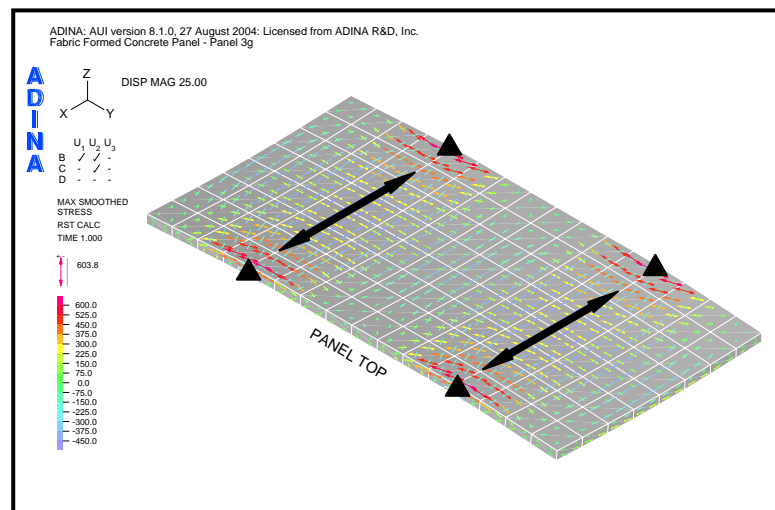 ADINA: AUI version 8.1.0, 27 August 2004: Licensed from ADINA R&D, Inc.
Fabric Formed Concrete Panel - Panel 3g
ADINA
Z
X
Y
DISP MAG 25.00
U1 U2 U3
B ✓ ✓ -
C - ✓ -
D - - -
MAX SMOOTHED
STRESS
RST CALC
TIME 1.000
603.8
600.0
525.0
450.0
375.0
300.0
225.0
150.0
75.0
0.0
-75.0
-150.0
-225.0
-300.0
-375.0
-450.0
PANEL TOP